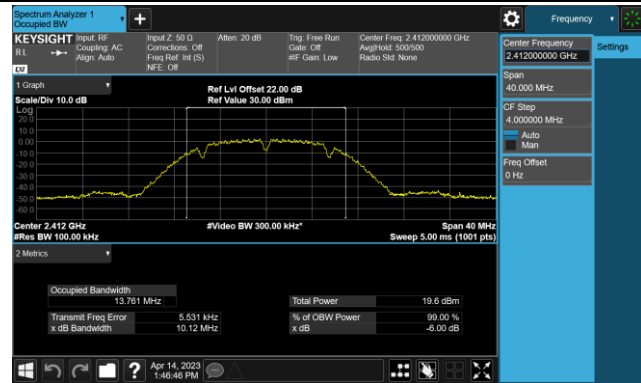 Spectrum Analyzer 1
Occupied BW
Frequency
KEYSIGHT Input: RF Input Z: 50 Ω Atten: 20 dB Trig: Free Run Center Freq: 2.412000000 GHz
RL Coupling: AC Corrections: Off Gate: Off Avg|Hold: 500/500
Align: Auto Freq Ref: Int (S) #IF Gain: Low Radio Std: None
NFE: Off
LXI
Center Frequency
2.412000000 GHz
Settings
Span
40.000 MHz
CF Step
4.000000 MHz
Auto
Man
Freq Offset
0 Hz
1 Graph
Ref Lvl Offset 22.00 dB
Scale/Div 10.0 dB Ref Value 30.00 dBm
Log
20.0
10.0
0.00
-10.0
-20.0
-30.0
-40.0
-50.0
-60.0
Center 2.412 GHz #Video BW 300.00 kHz* Span 40 MHz
#Res BW 100.00 kHz Sweep 5.00 ms (1001 pts)
2 Metrics
Occupied Bandwidth
13.761 MHz Total Power 19.6 dBm
Transmit Freq Error 5.531 kHz % of OBW Power 99.00 %
x dB Bandwidth 10.12 MHz x dB -6.00 dB
? Apr 14, 2023
1:46:46 PM